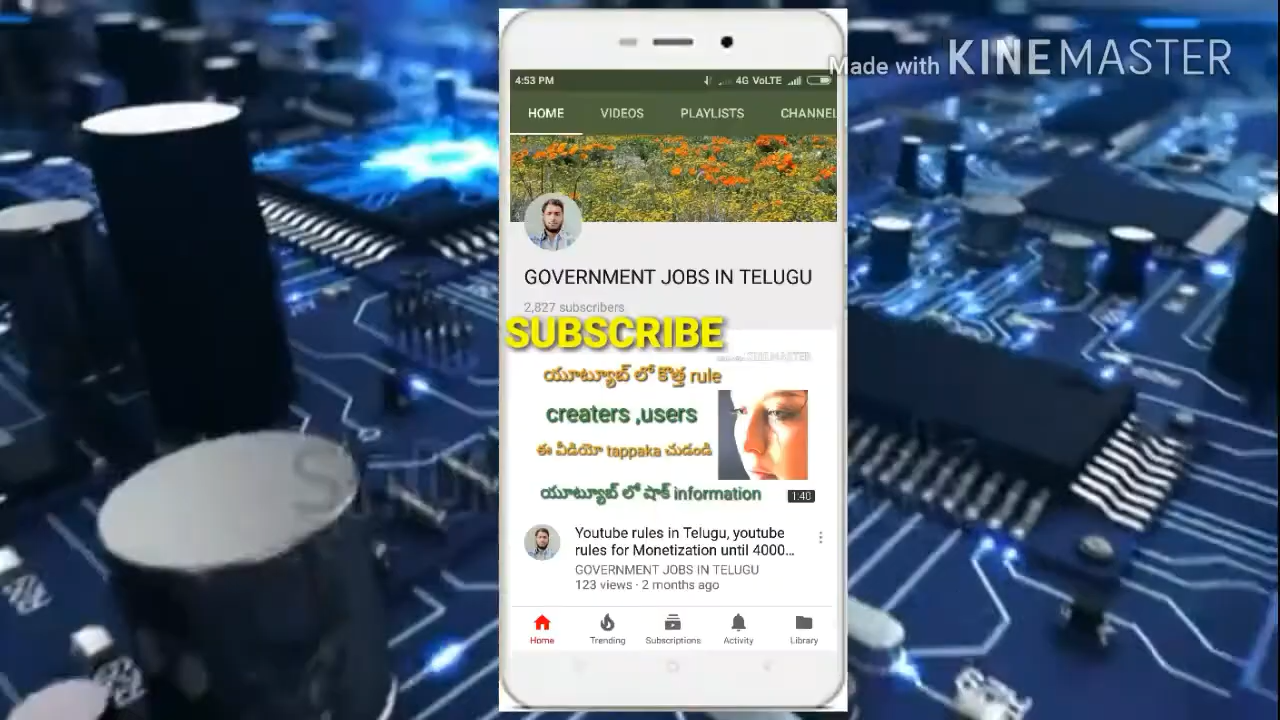 Made with KINEMASTER
4:53 PM
4G VoLTE
HOME VIDEOS PLAYLISTS CHANNEL
GOVERNMENT JOBS IN TELUGU
2,827 subscribers
SUBSCRIBE
KINEMASTER
యూట్యూబ్ లో కొత్త rule
creaters ,users
ఈ వీడియో tappaka చుడండి
యూట్యూబ్ లో షాక్ information
1:40
Youtube rules in Telugu, youtube
rules for Monetization until 4000...
GOVERNMENT JOBS IN TELUGU
123 views · 2 months ago
Home Trending Subscriptions Activity Library